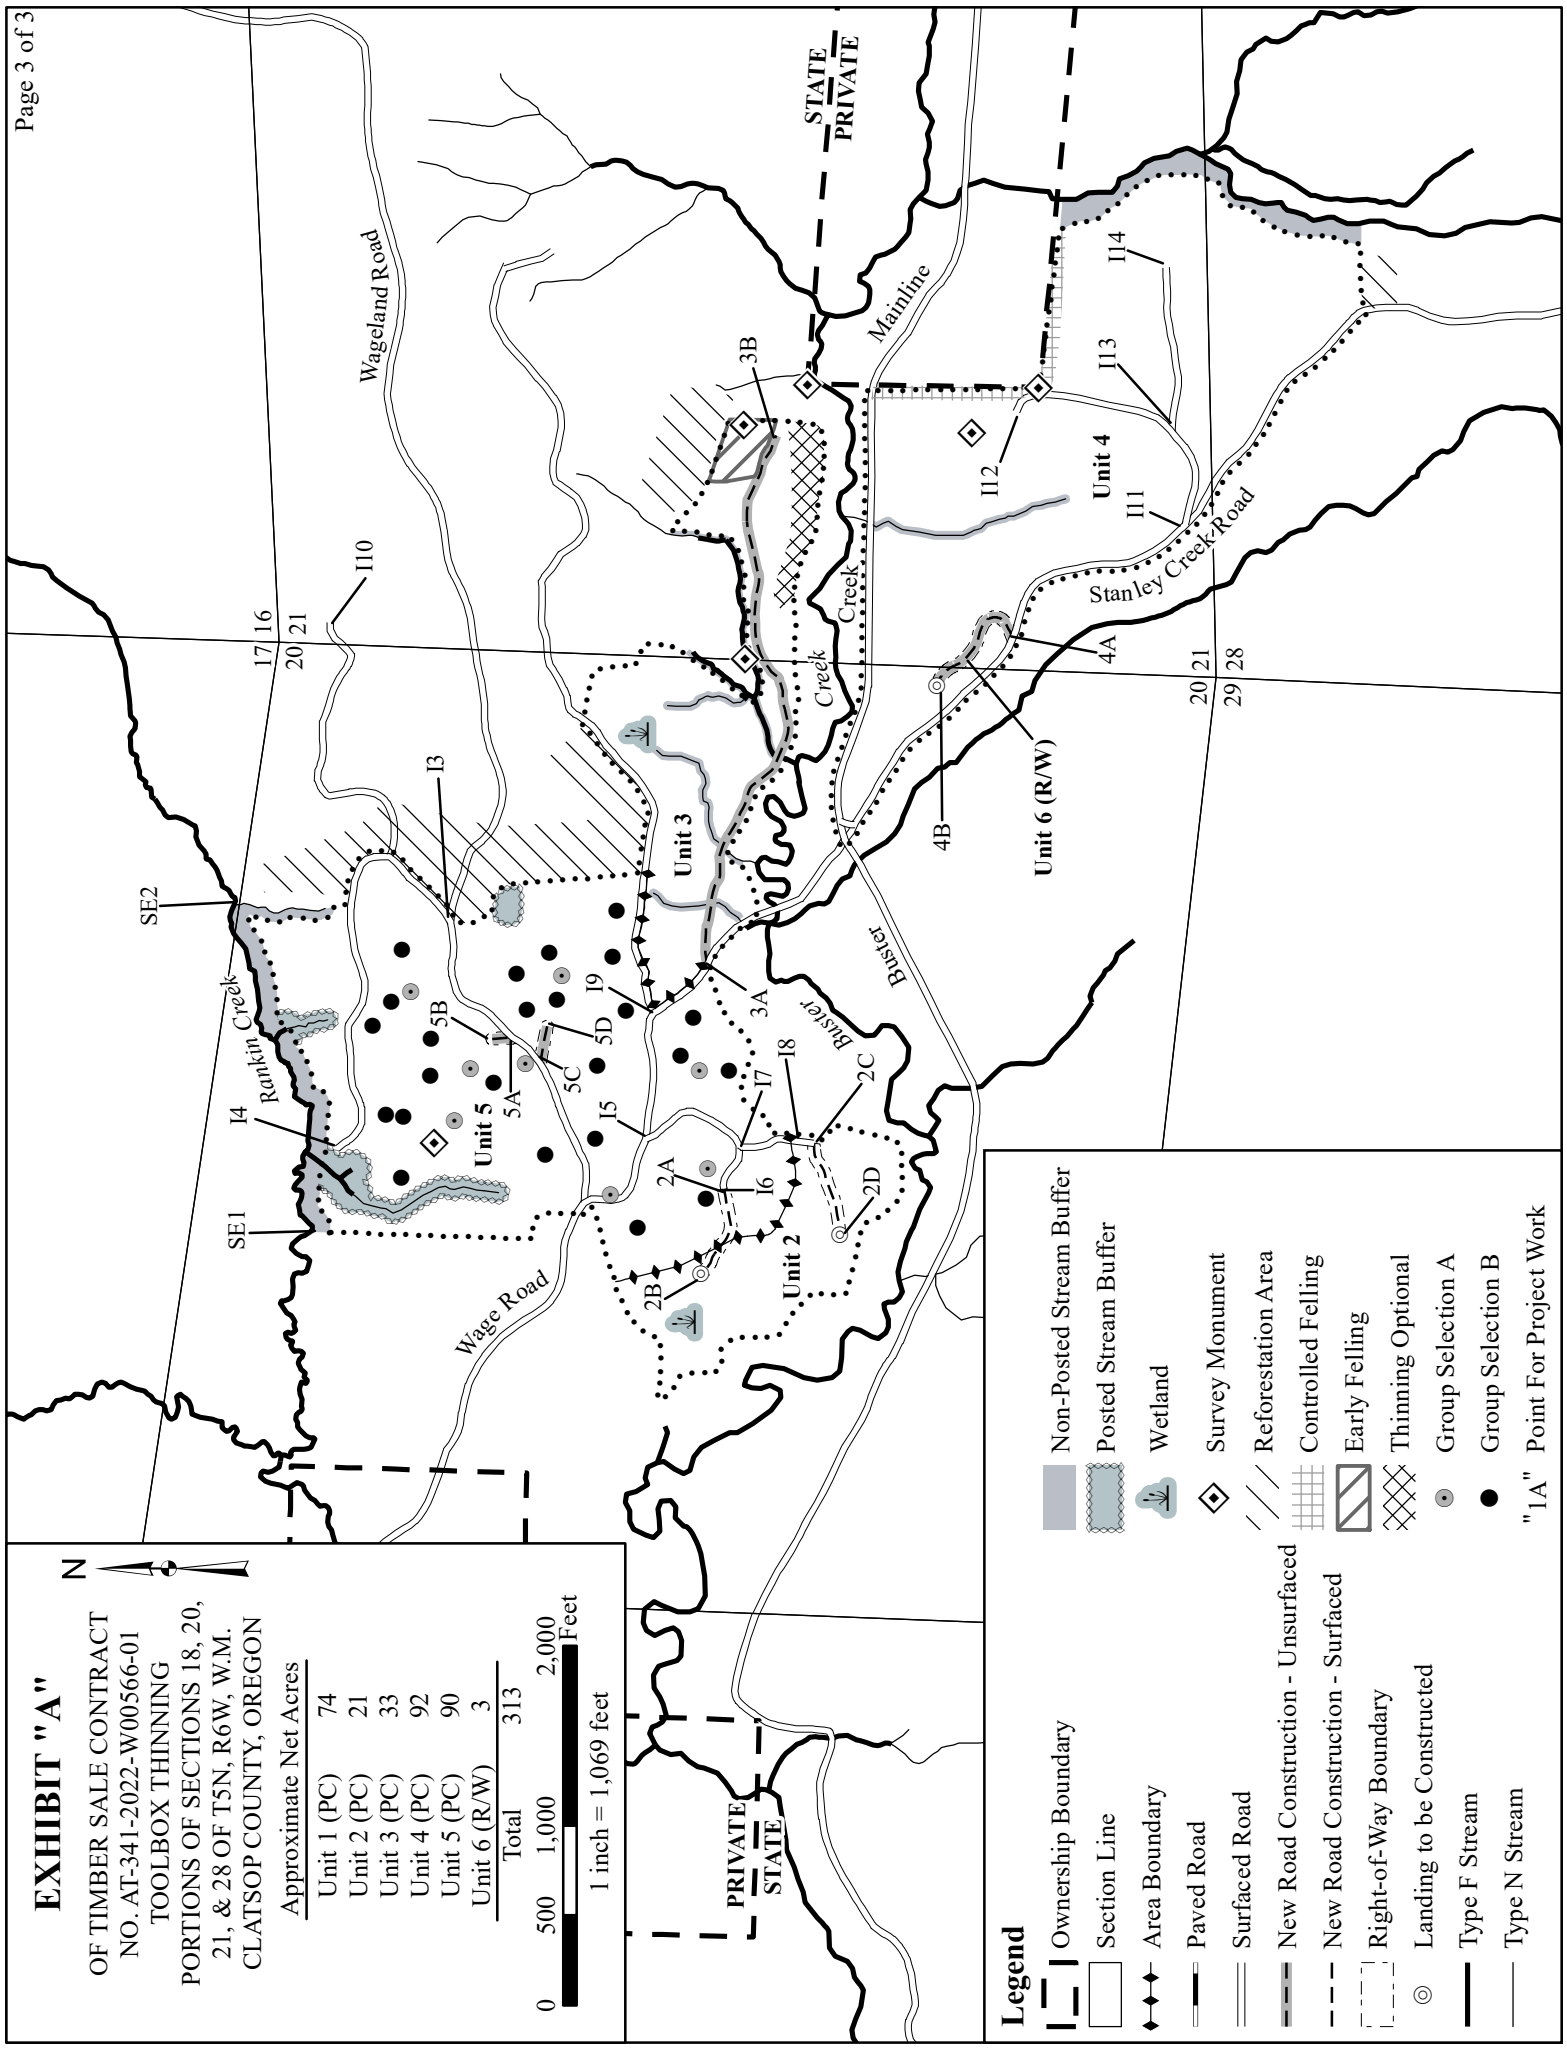 Page 3 of 3
EXHIBIT "A"
OF TIMBER SALE CONTRACT
NO. AT-341-2022-W00566-01
TOOLBOX THINNING
PORTIONS OF SECTIONS 18, 20,
21, & 28 OF T5N, R6W, W.M.
CLATSOP COUNTY, OREGON
Approximate Net Acres
Unit 1 (PC) 74
Unit 2 (PC) 21
Unit 3 (PC) 33
Unit 4 (PC) 92
Unit 5 (PC) 90
Unit 6 (R/W) 3
Total 313
N
0 500 1,000 2,000
Feet
1 inch = 1,069 feet
PRIVATE
STATE
Wage Road
SE1
Rankin Creek
I4
SE2
17 16
20 21
Wageland Road
I10
I3
5B
Unit 5
5A
5C
5D
I9
I5
2A
2B
I6
I7
I8
Unit 2
2C
2D
3A
Unit 3
3B
Buster
Creek
Buster
Creek
Mainline
STATE
PRIVATE
I12
Unit 4
I13
I14
I11
Stanley Creek Road
4A
4B
Unit 6 (R/W)
20 21
29 28
Legend
Ownership Boundary
Section Line
Area Boundary
Paved Road
Surfaced Road
New Road Construction - Unsurfaced
New Road Construction - Surfaced
Right-of-Way Boundary
Landing to be Constructed
Type F Stream
Type N Stream
Non-Posted Stream Buffer
Posted Stream Buffer
Wetland
Survey Monument
Reforestation Area
Controlled Felling
Early Felling
Thinning Optional
Group Selection A
Group Selection B
"1A" Point For Project Work